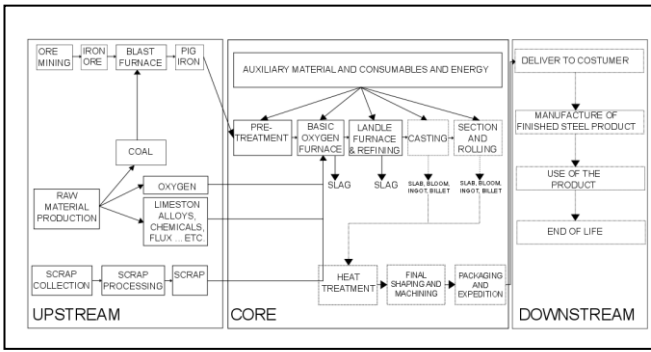 ORE
MINING
IRON
ORE
BLAST
FURNACE
PIG
IRON
COAL
RAW
MATERIAL
PRODUCTION
OXYGEN
LIMESTON
ALLOYS,
CHEMICALS,
FLUX ... ETC.
SCRAP
COLLECTION
SCRAP
PROCESSING
SCRAP
UPSTREAM
AUXILIARY MATERIAL AND CONSUMABLES AND ENERGY
PRE-
TREATMENT
BASIC
OXYGEN
FURNACE
LANDLE
FURNACE
& REFINING
CASTING
SECTION
AND
ROLLING
SLAG
SLAG
SLAB, BLOOM,
INGOT, BILLET
SLAB, BLOOM,
INGOT, BILLET
HEAT
TREATMENT
FINAL
SHAPING AND
MACHINING
PACKAGING
AND
EXPEDITION
CORE
DELIVER TO COSTUMER
MANUFACTURE OF
FINISHED STEEL PRODUCT
USE OF THE
PRODUCT
END OF LIFE
DOWNSTREAM